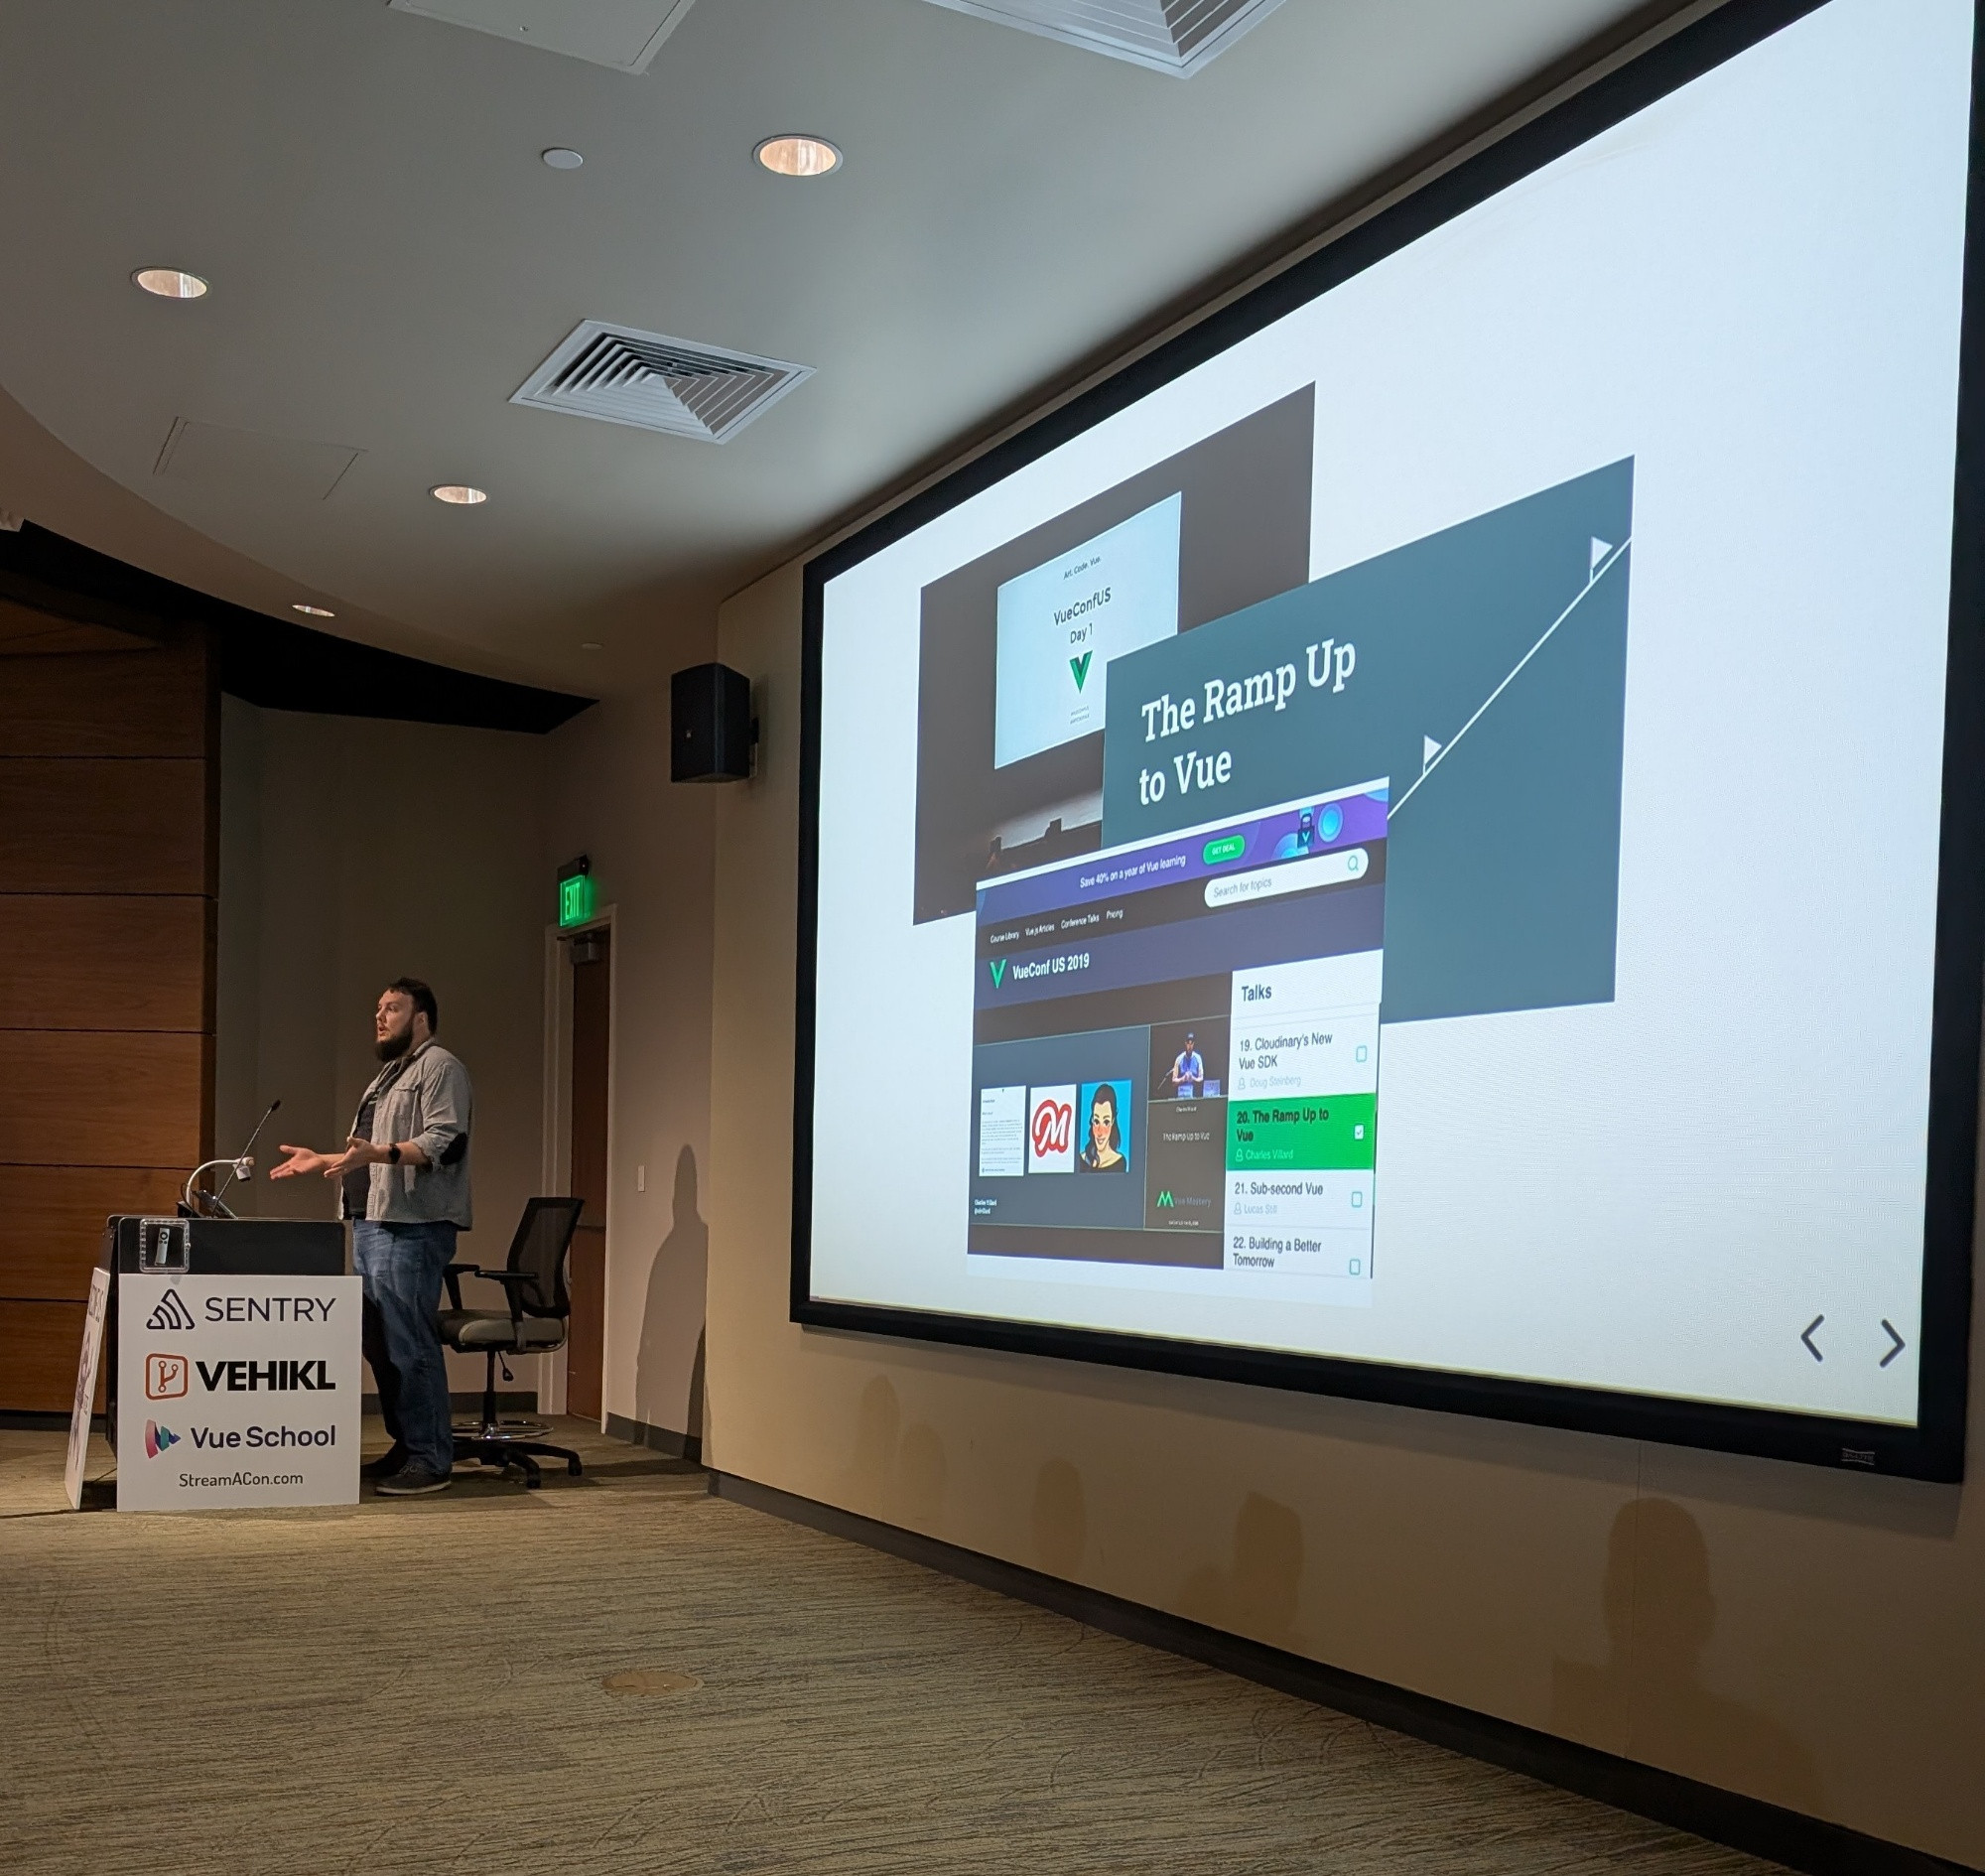 Art. Code. Vue.
VueConfUS
Day 1
The Ramp Up
to Vue
Save 40% on a year of Vue learning
GET DEAL
Search for topics
Course Library
Vue.js Articles
Conference Talks
Pricing
VueConf US 2019
Talks
19. Cloudinary's New
Vue SDK
Doug Steinberg
20. The Ramp Up to
Vue
Charles Villard
21. Sub-second Vue
22. Building a Better
Tomorrow
M
The Ramp Up to Vue
Vue Mastery
EXIT
SENTRY
VEHIKL
Vue School
StreamACon.com